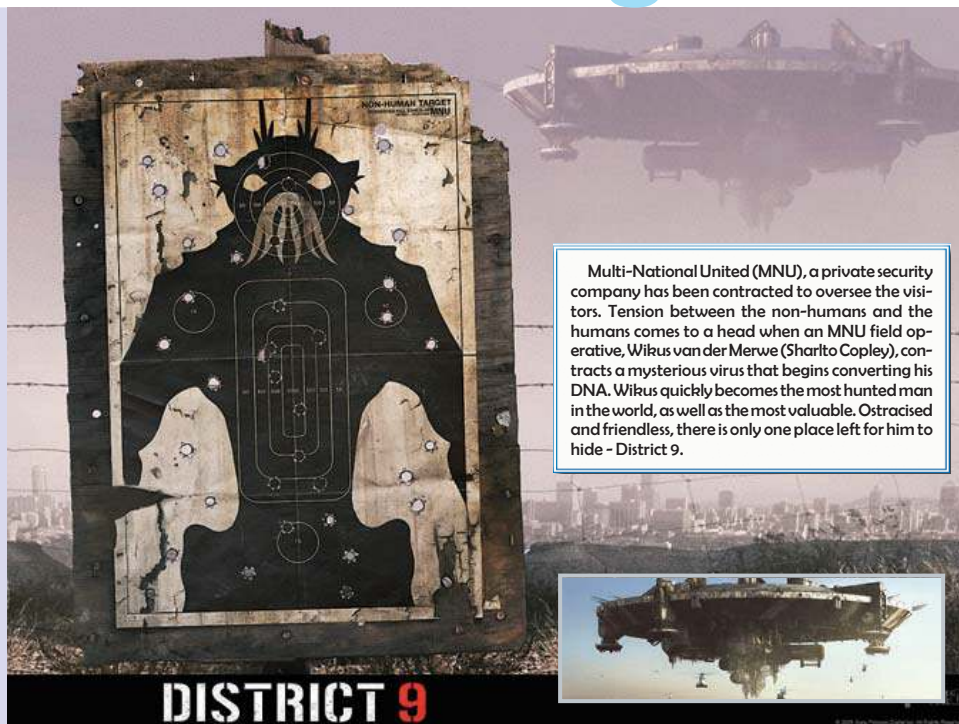 NON-HUMAN TARGET
MNU
Multi-National United (MNU), a private security
company has been contracted to oversee the visi-
tors. Tension between the non-humans and the
humans comes to a head when an MNU field op-
erative, Wikus van der Merwe (Sharlto Copley), con-
tracts a mysterious virus that begins converting his
DNA. Wikus quickly becomes the most hunted man
in the world, as well as the most valuable. Ostracised
and friendless, there is only one place left for him to
hide - District 9.
DISTRICT 9